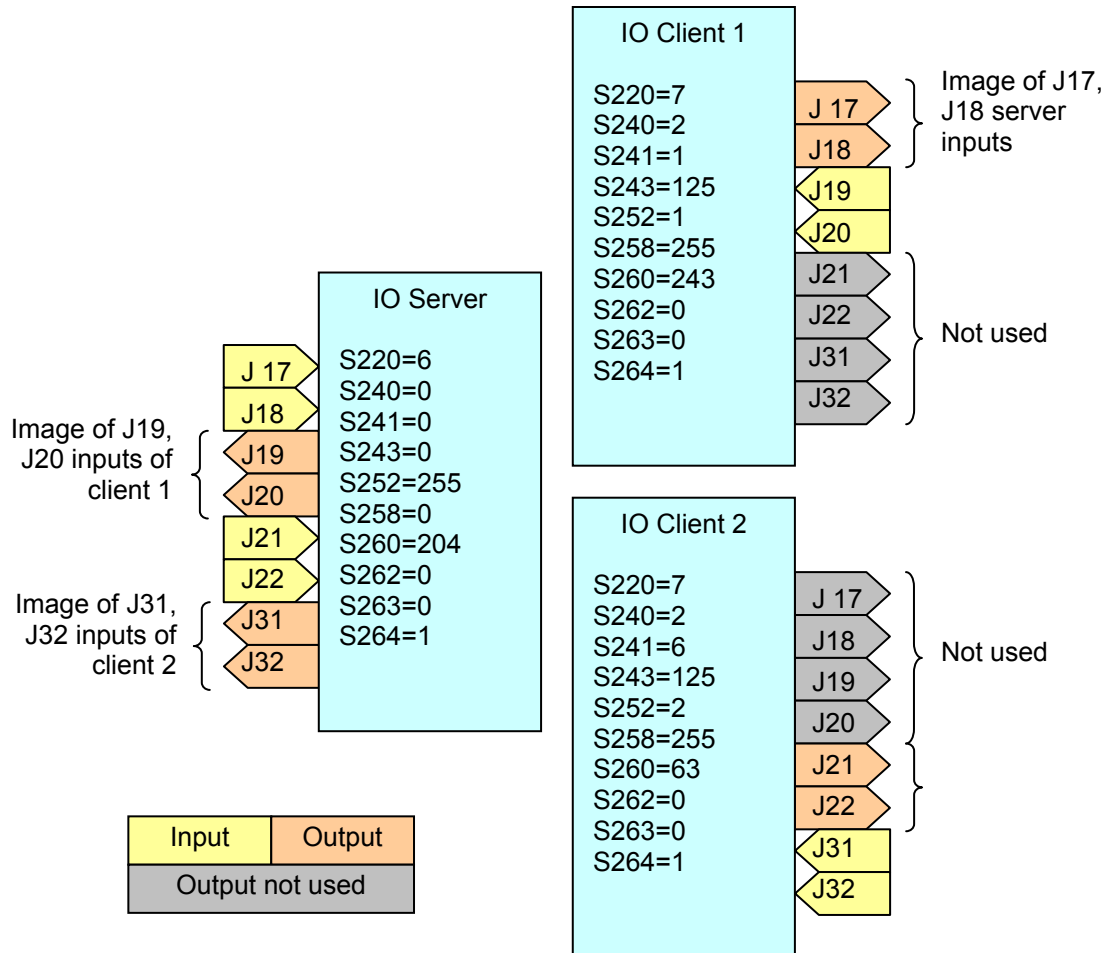 IO Client 1
S220=7
S240=2
S241=1
S243=125
S252=1
S258=255
S260=243
S262=0
S263=0
S264=1
J 17
J18
J19
J20
J21
J22
J31
J32
Image of J17,
J18 server
inputs
Not used
IO Server
S220=6
S240=0
S241=0
S243=0
S252=255
S258=0
S260=204
S262=0
S263=0
S264=1
J 17
J18
J19
J20
J21
J22
J31
J32
Image of J19,
J20 inputs of
client 1
Image of J31,
J32 inputs of
client 2
IO Client 2
S220=7
S240=2
S241=6
S243=125
S252=2
S258=255
S260=63
S262=0
S263=0
S264=1
J 17
J18
J19
J20
J21
J22
J31
J32
Not used
Input
Output
Output not used